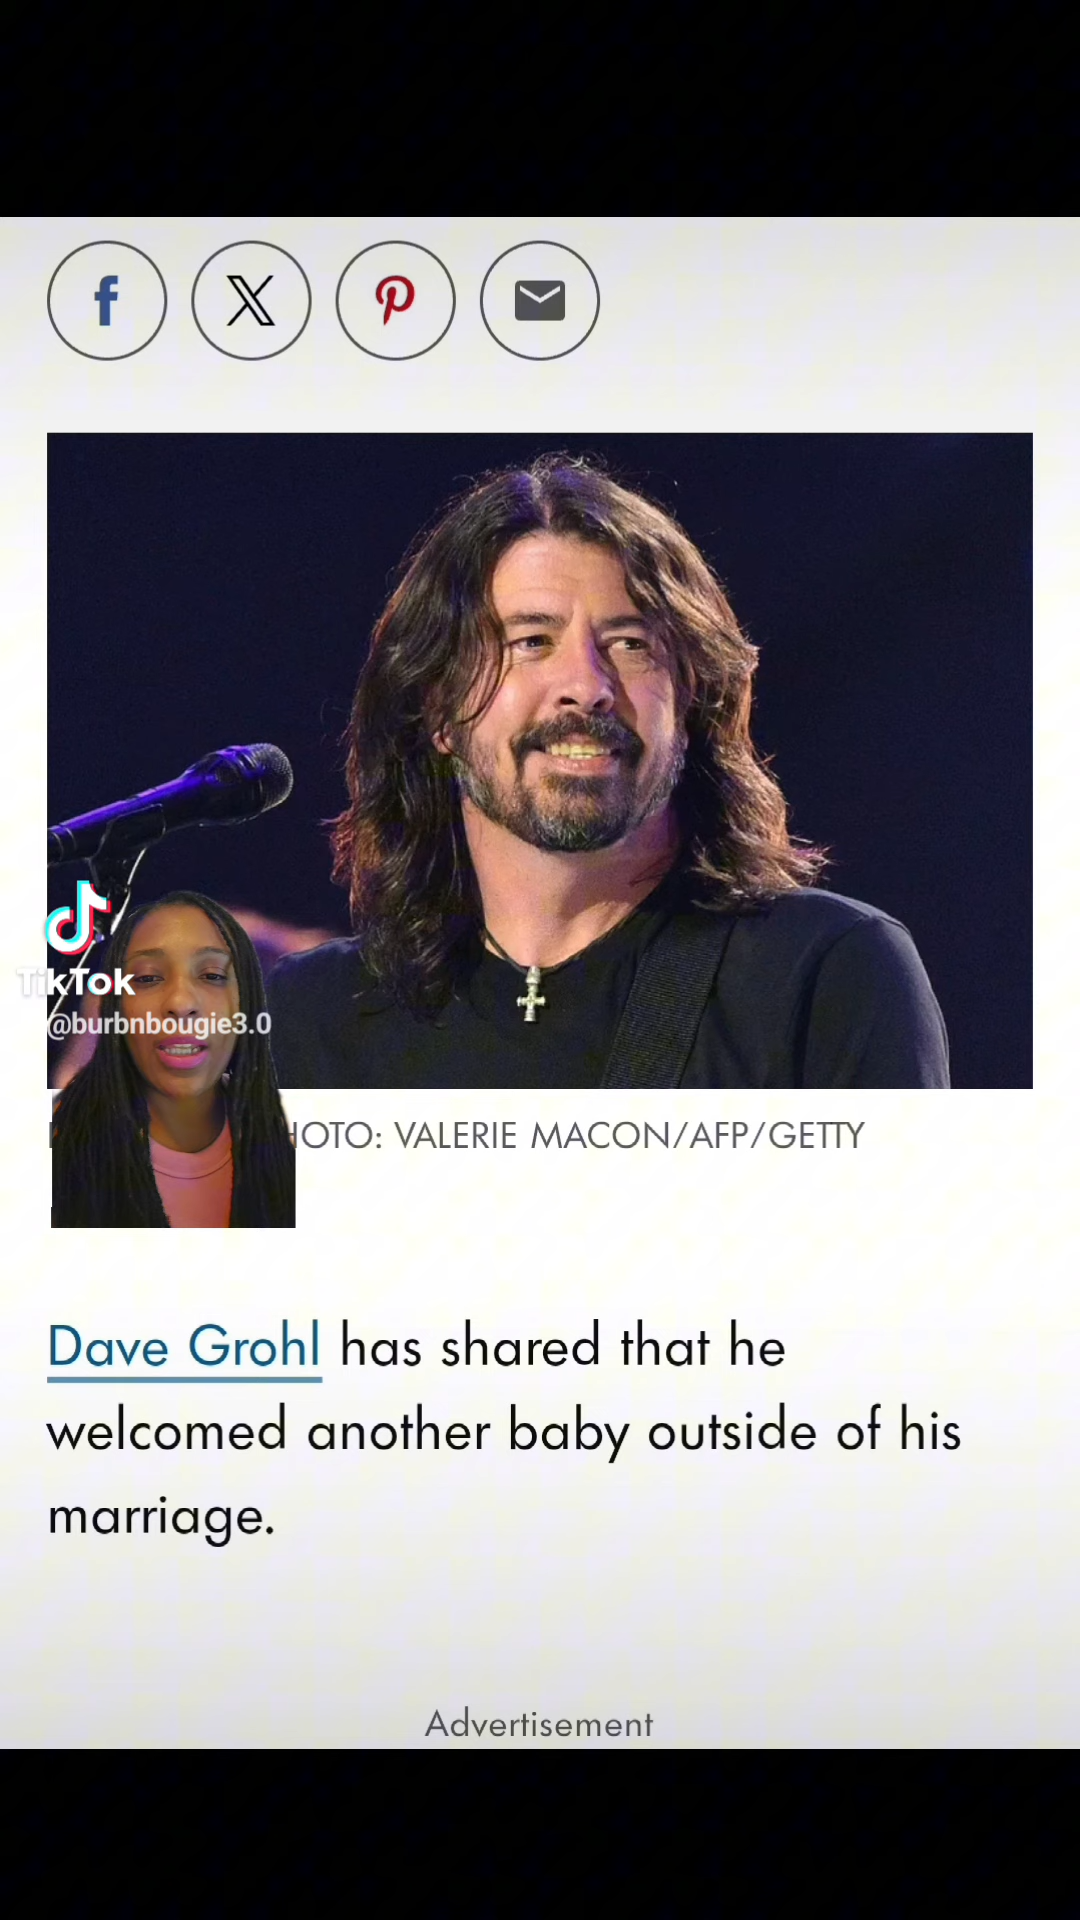 TikTok
@burbnbougie3.0
PHOTO: VALERIE MACON/AFP/GETTY
Dave Grohl has shared that he
welcomed another baby outside of his
marriage.
Advertisement